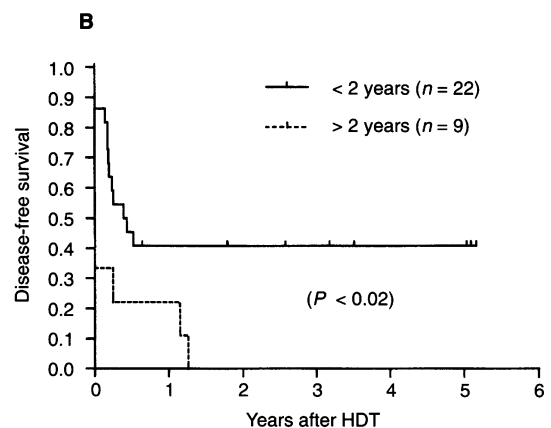 B
1.0
0.9
0.8
0.7
0.6
0.5
0.4
0.3
0.2
0.1
0.0
Disease-free survival
< 2 years (n = 22)
> 2 years (n = 9)
(P < 0.02)
0 1 2 3 4 5 6
Years after HDT